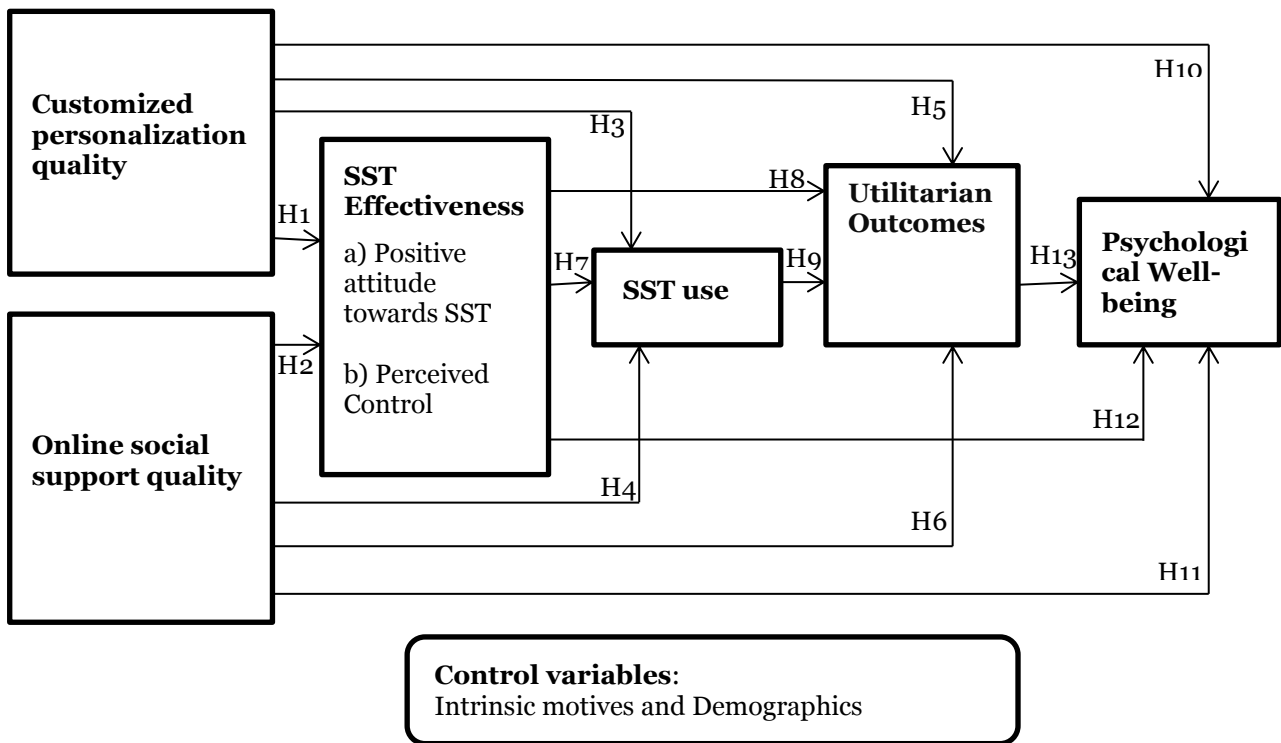 H10
Customized
personalization
quality
H5
H3
SST
Effectiveness
a) Positive
attitude
towards SST
b) Perceived
Control
H8
Utilitarian
Outcomes
H1
Psychologi
cal Well-
being
H7
SST use
H9
H13
H2
Online social
support quality
H12
H4
H6
H11
Control variables:
Intrinsic motives and Demographics